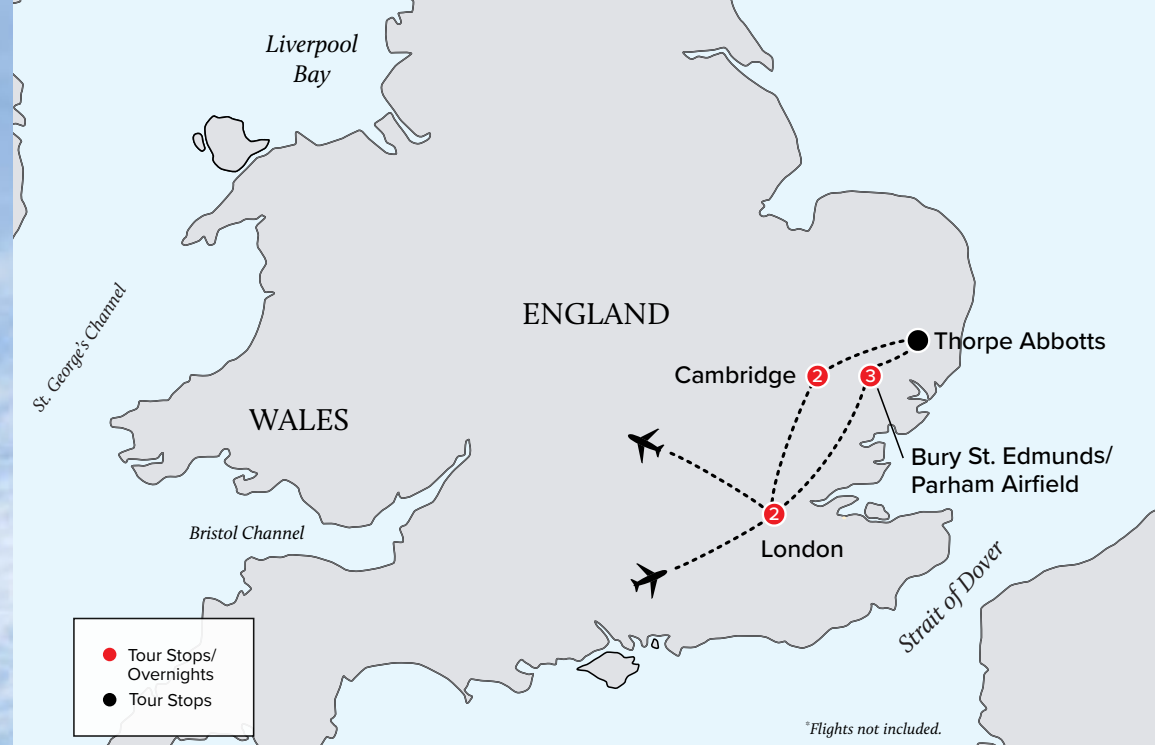 Liverpool
Bay
St. George's Channel
ENGLAND
Thorpe Abbotts
Cambridge
2
3
WALES
Bury St. Edmunds/
Parham Airfield
2
Bristol Channel
London
Strait of Dover
Tour Stops/
Overnights
Tour Stops
*Flights not included.